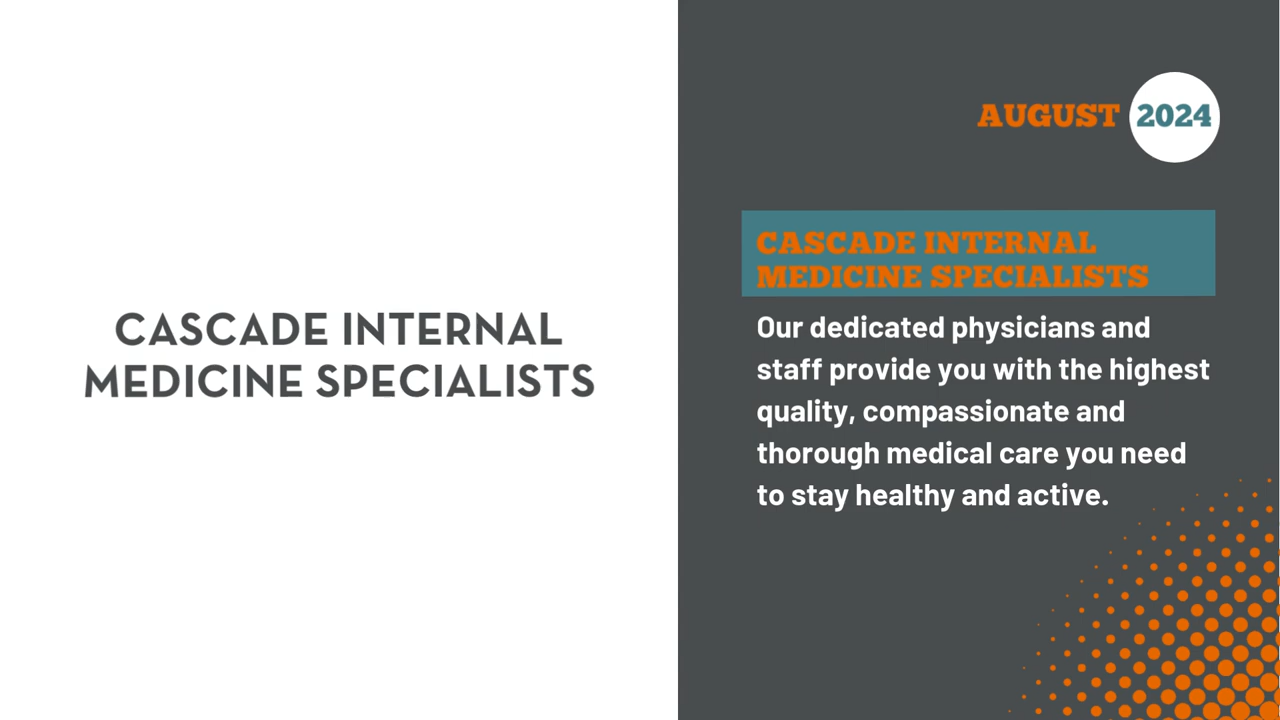 CASCADE INTERNAL
MEDICINE SPECIALISTS
AUGUST 2024
CASCADE INTERNAL
MEDICINE SPECIALISTS
Our dedicated physicians and
staff provide you with the highest
quality, compassionate and
thorough medical care you need
to stay healthy and active.